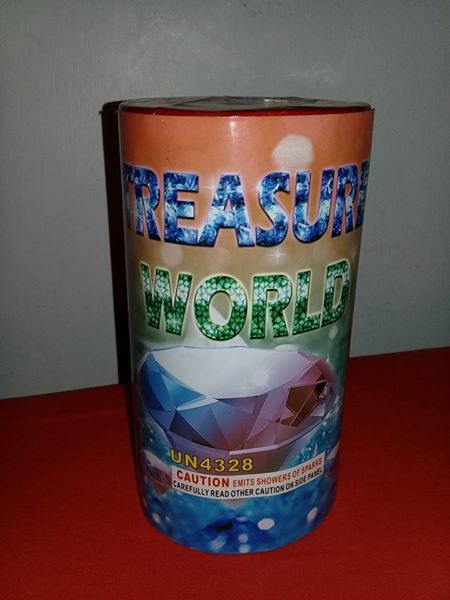 TREASURE
WORLD
UN4328
CAUTION EMITS SHOWERS OF SPARKS
CAREFULLY READ OTHER CAUTION ON SIDE PANEL